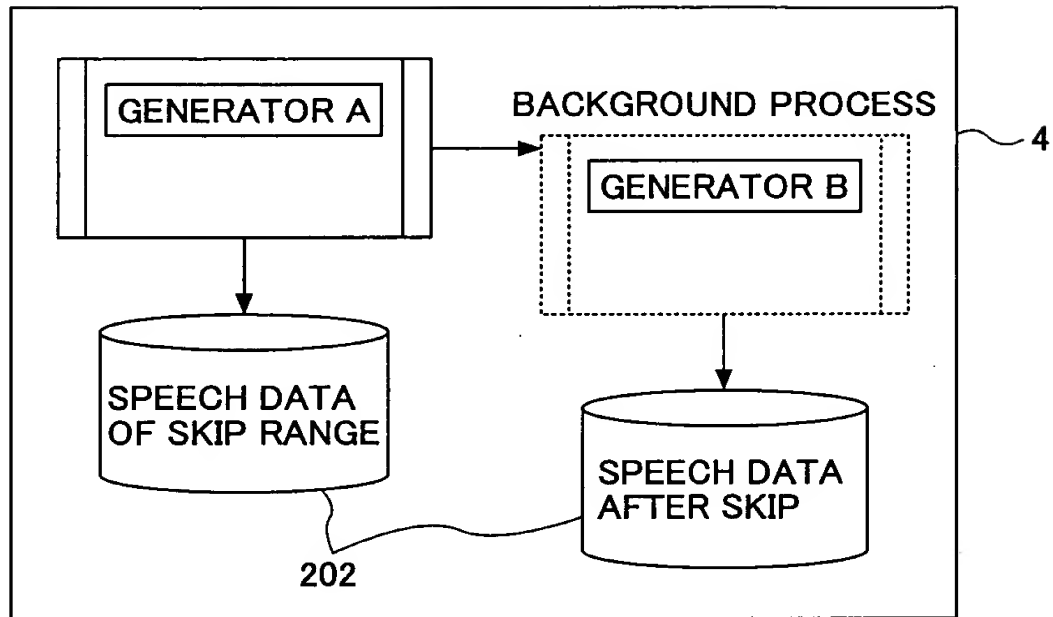 GENERATOR A
BACKGROUND PROCESS
4
GENERATOR B
SPEECH DATA
OF SKIP RANGE
SPEECH DATA
AFTER SKIP
202